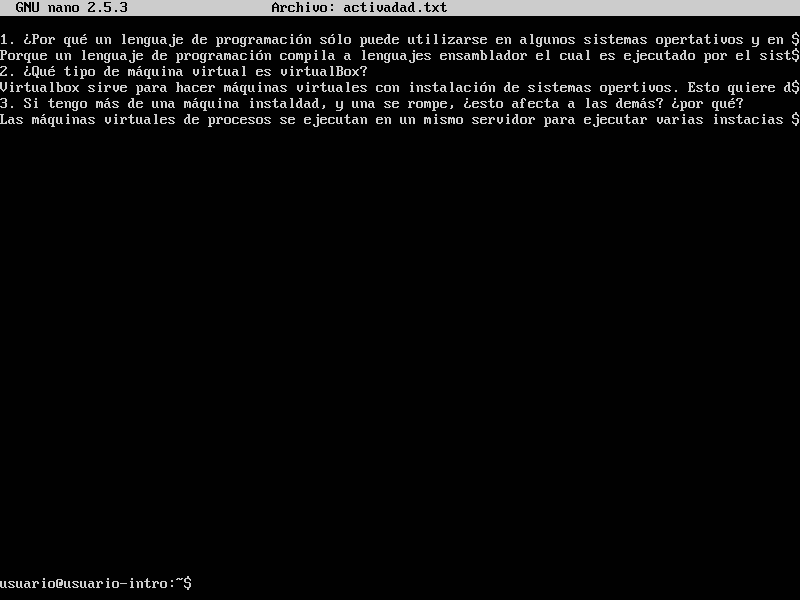 GNU nano 2.5.3 Archivo: activadad.txt
1. ¿Por qué un lenguaje de programación sólo puede utilizarse en algunos sistemas opertativos y en $
Porque un lenguaje de programación compila a lenguajes ensamblador el cual es ejecutado por el sist$
2. ¿Qué tipo de máquina virtual es virtualBox?
Virtualbox sirve para hacer máquinas virtuales con instalación de sistemas opertivos. Esto quiere d$
3. Si tengo más de una máquina instaldad, y una se rompe, ¿esto afecta a las demás? ¿por qué?
Las máquinas virtuales de procesos se ejecutan en un mismo servidor para ejecutar varias instacias $
usuario@usuario-intro:~$